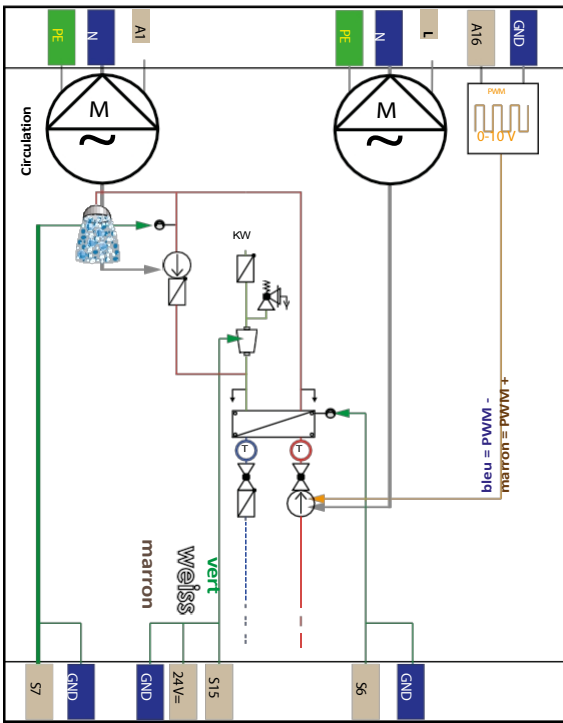 PE
N
A1
PE
N
L
A16
GND
M
~
M
~
PWM
0-10 V
Circulation
KW
T
T
bleu = PWM -
marron = PWM +
marron
weiss
vert
S7
GND
GND
24V=
S15
S6
GND